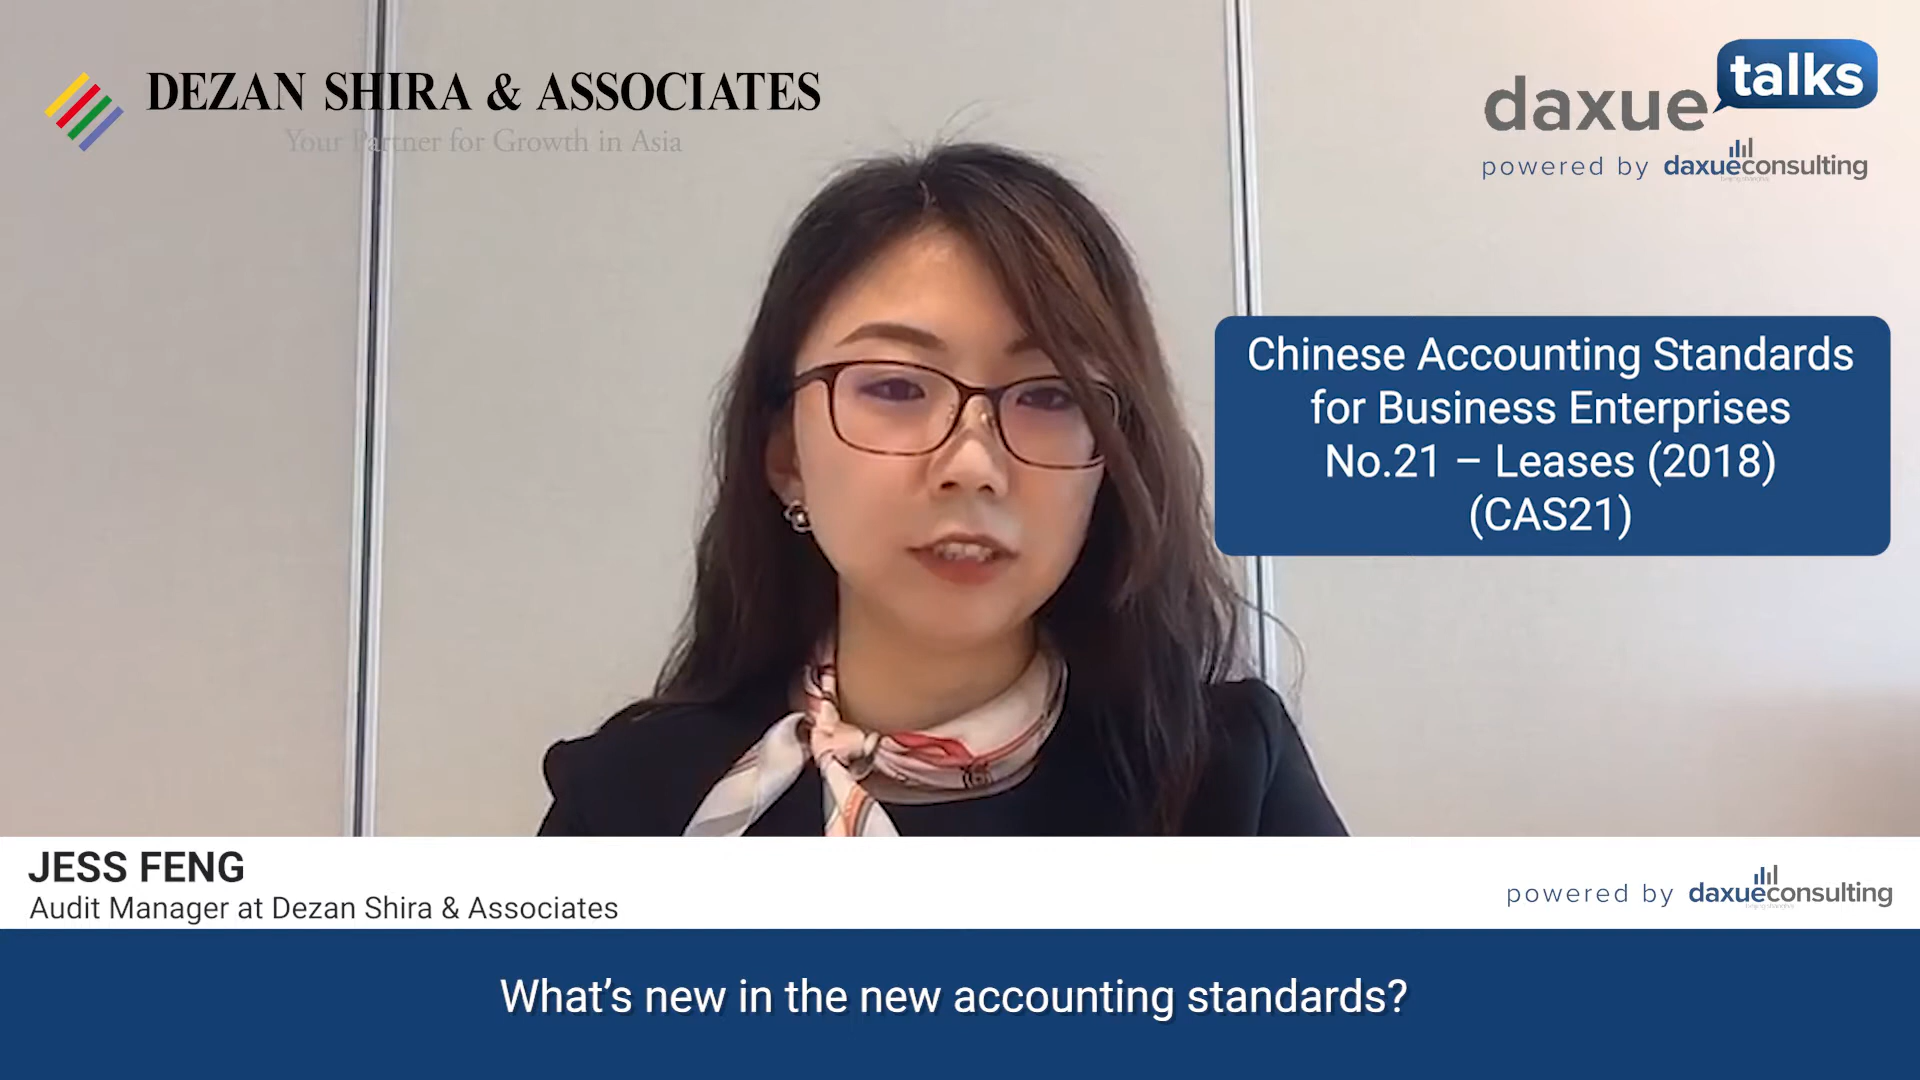 DEZAN SHIRA & ASSOCIATES
Your Partner for Growth in Asia
daxue talks
powered by daxueconsulting
Chinese Accounting Standards
for Business Enterprises
No.21 – Leases (2018)
(CAS21)
JESS FENG
Audit Manager at Dezan Shira & Associates
powered by daxueconsulting
What's new in the new accounting standards?